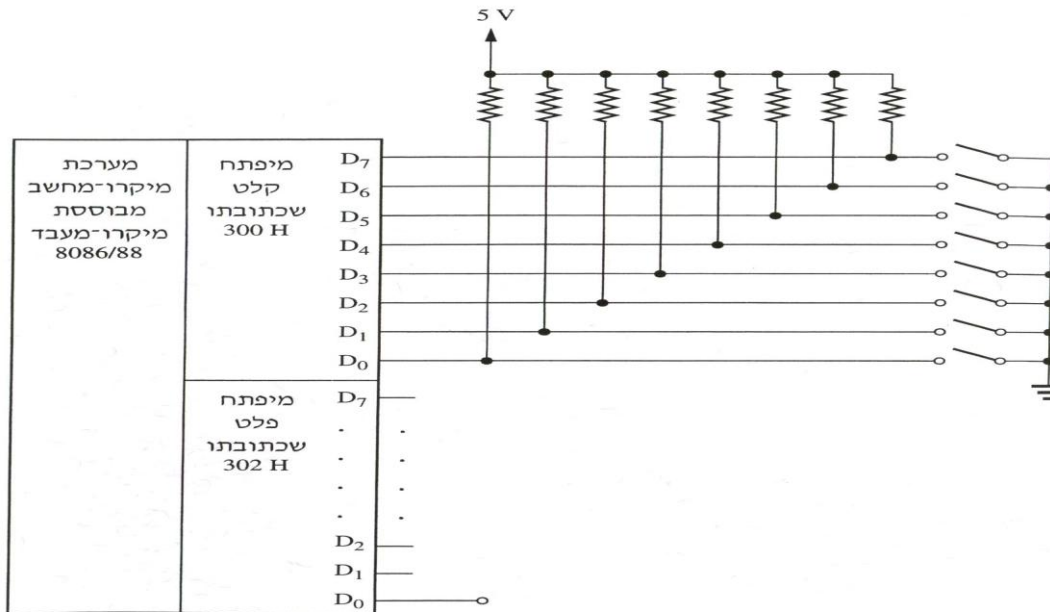 5 V
מערכת
מיקרו-מחשב
מבוססת
מיקרו-מעבד
8086/88
מיפתח
קלט
שכתובתו
300 H
D7
D6
D5
D4
D3
D2
D1
D0
מיפתח
פלט
שכתובתו
302 H
D7
D2
D1
D0